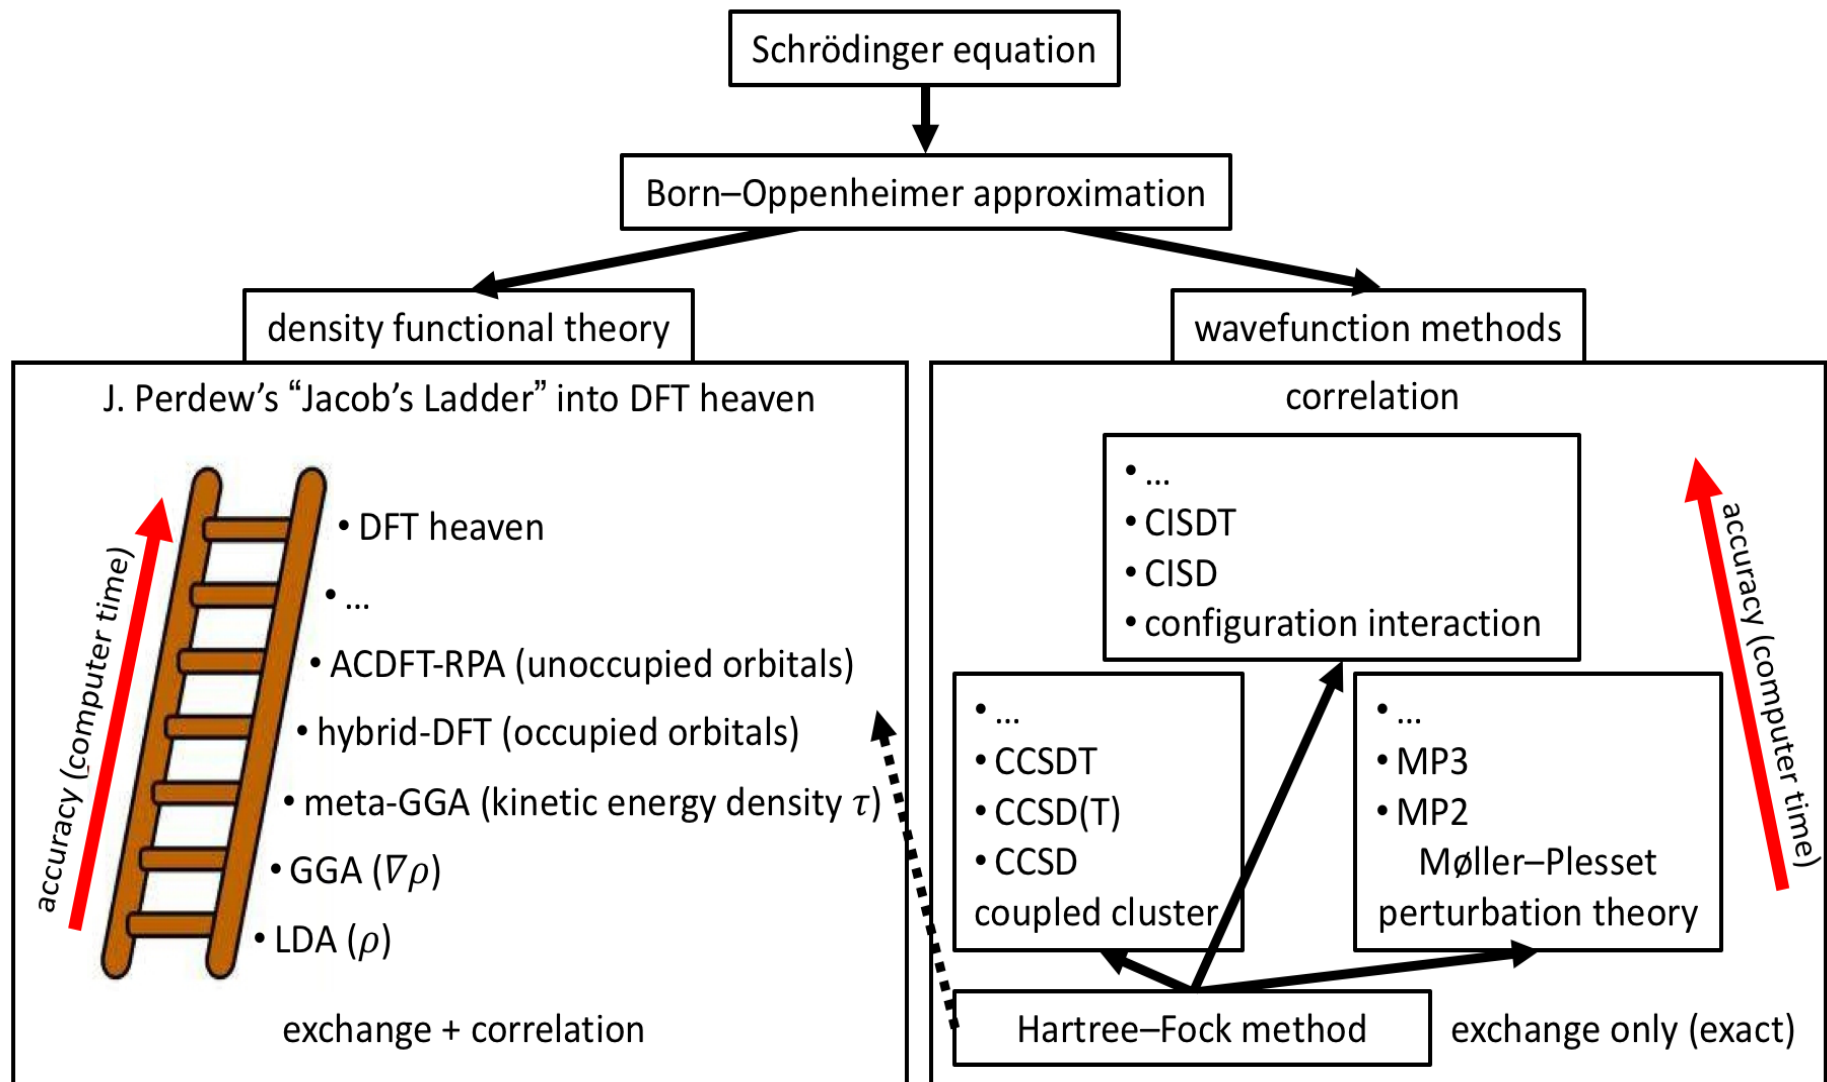 Schrödinger equation
Born–Oppenheimer approximation
density functional theory
J. Perdew’s “Jacob’s Ladder” into DFT heaven
accuracy (computer time)
• DFT heaven
• ...
• ACDFT-RPA (unoccupied orbitals)
• hybrid-DFT (occupied orbitals)
• meta-GGA (kinetic energy density τ)
• GGA (∇ρ)
• LDA (ρ)
exchange + correlation
wavefunction methods
correlation
• ...
• CISDT
• CISD
• configuration interaction
accuracy (computer time)
• ...
• CCSDT
• CCSD(T)
• CCSD
coupled cluster
• ...
• MP3
• MP2
Møller–Plesset
perturbation theory
Hartree–Fock method
exchange only (exact)